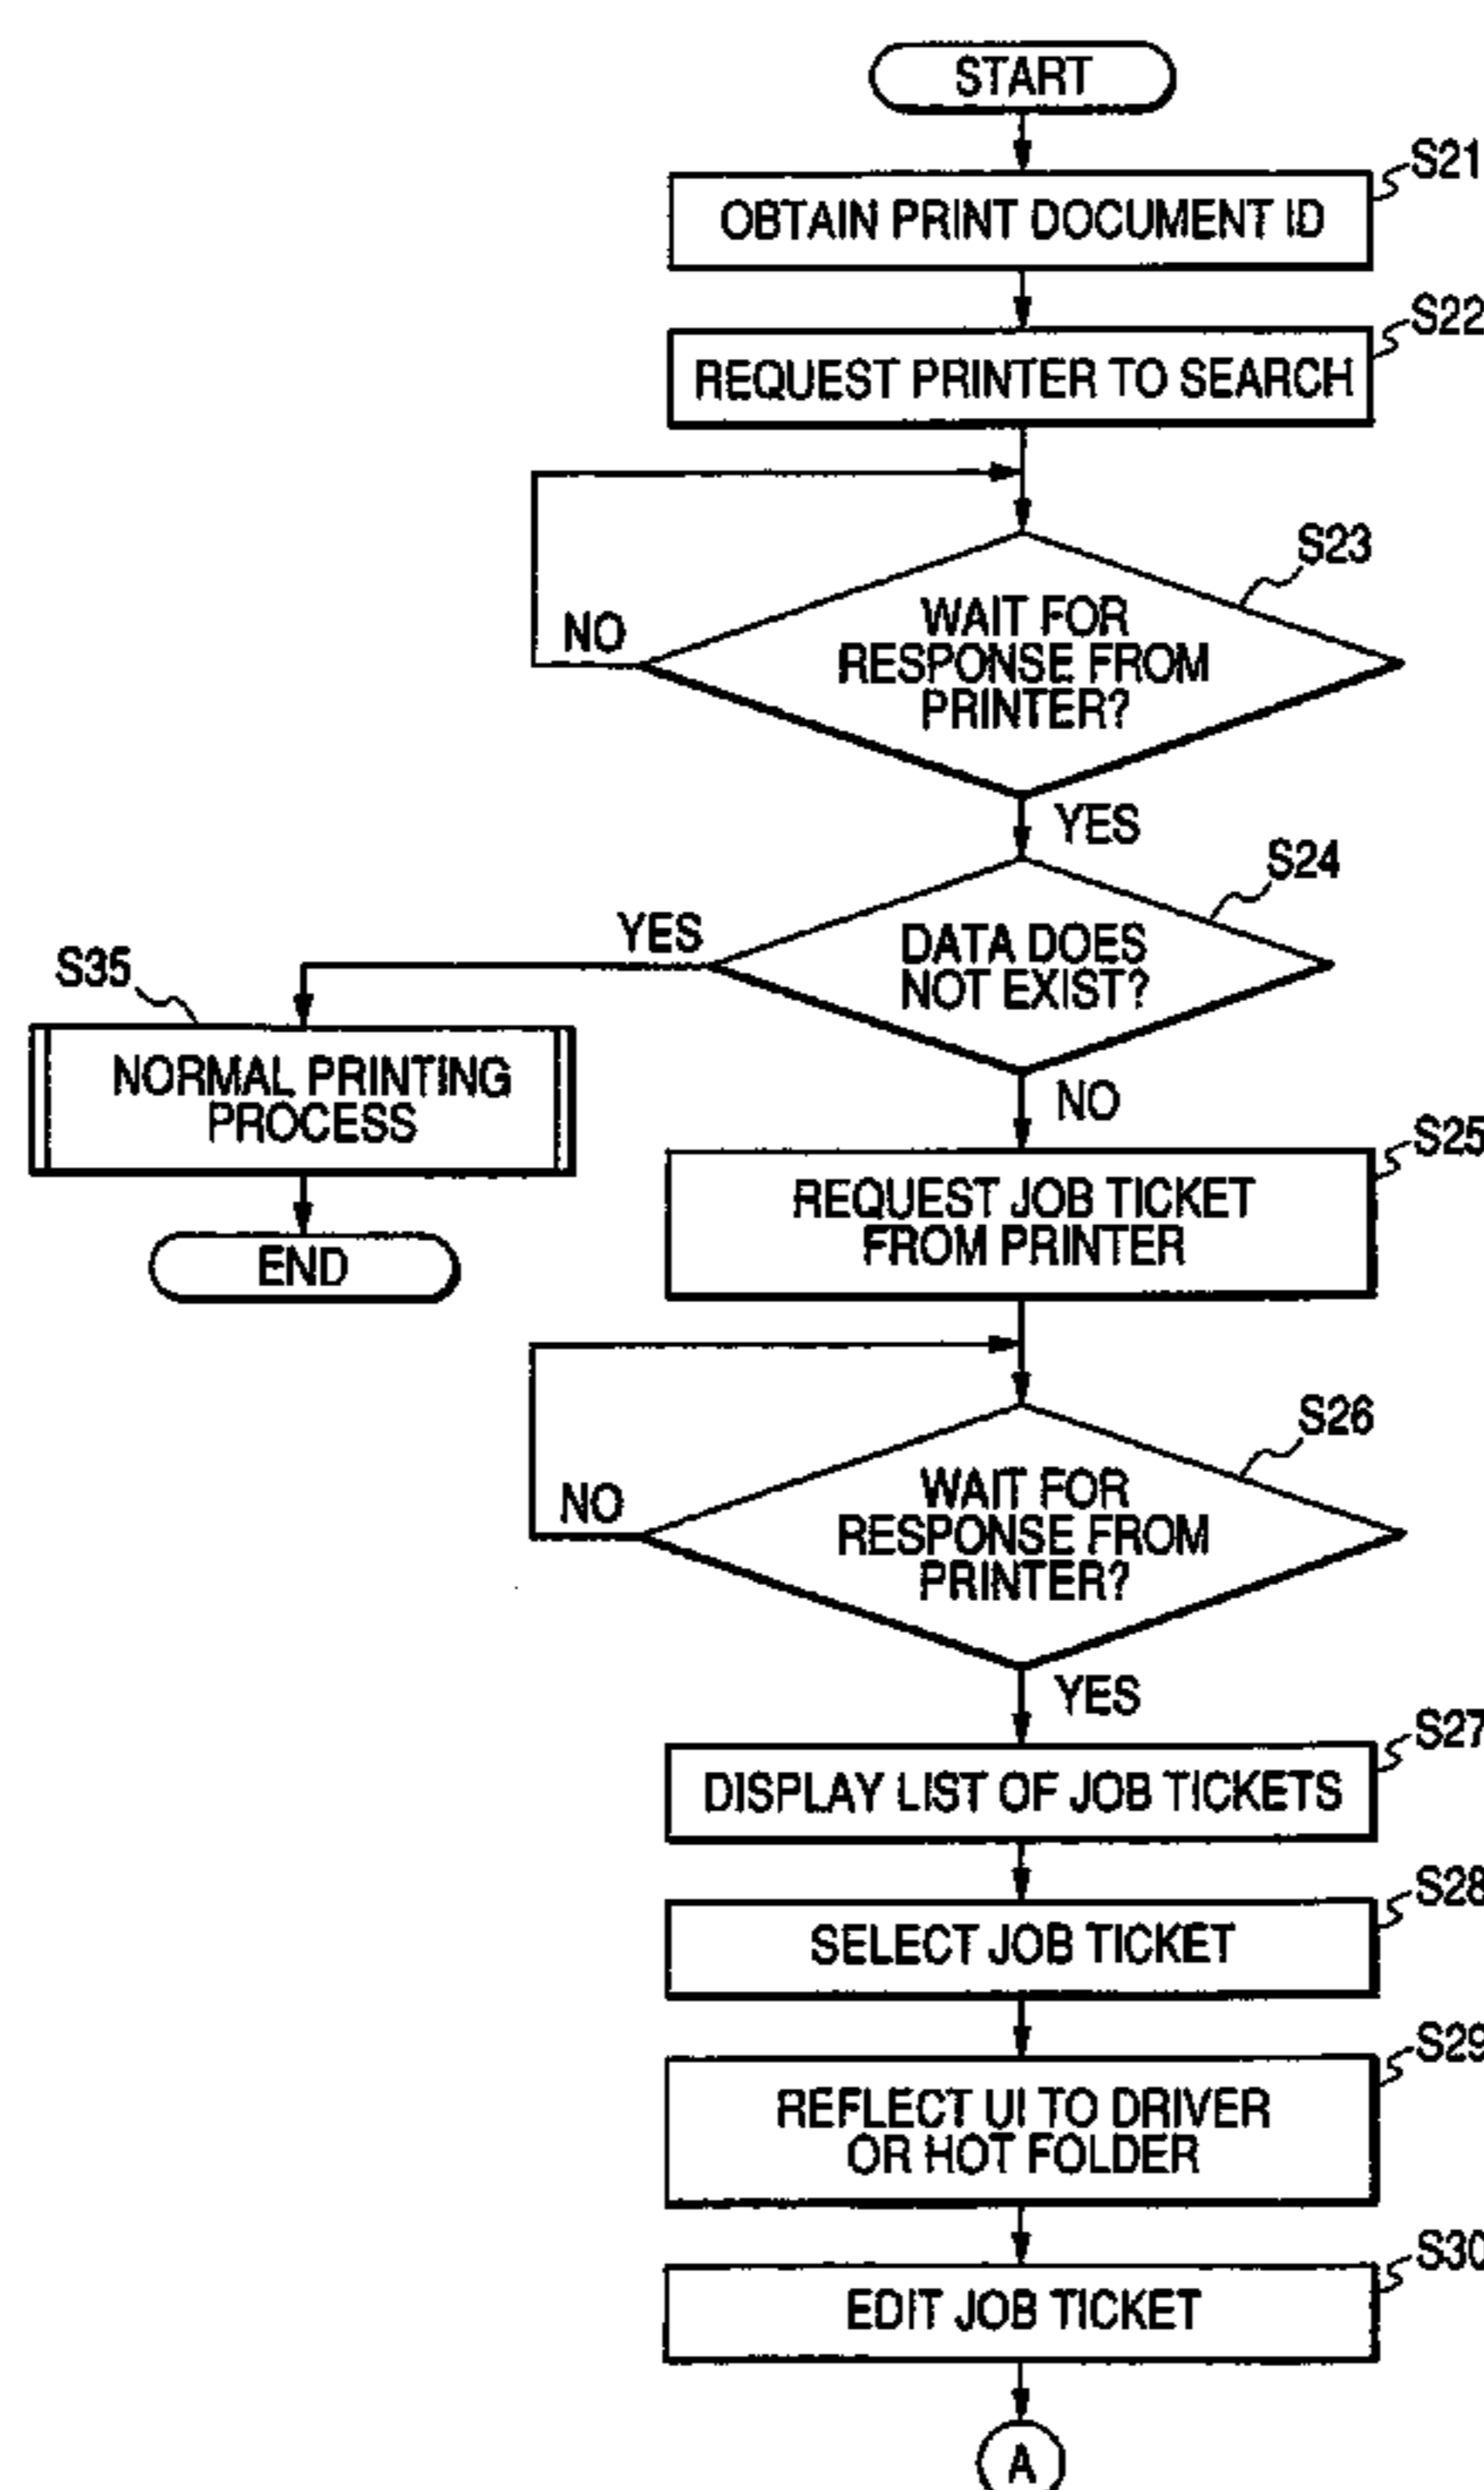 START
S21
OBTAIN PRINT DOCUMENT ID
S22
REQUEST PRINTER TO SEARCH
S23
WAIT FOR
RESPONSE FROM
PRINTER?
NO
YES
S24
DATA DOES
NOT EXIST?
YES
S35
NORMAL PRINTING
PROCESS
END
NO
S25
REQUEST JOB TICKET
FROM PRINTER
S26
WAIT FOR
RESPONSE FROM
PRINTER?
NO
YES
S27
DISPLAY LIST OF JOB TICKETS
S28
SELECT JOB TICKET
S29
REFLECT UI TO DRIVER
OR HOT FOLDER
S30
EDIT JOB TICKET
A